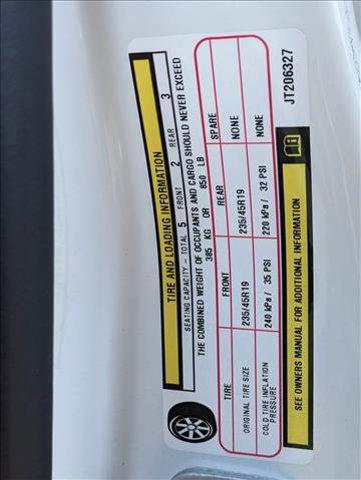 TIRE AND LOADING INFORMATION
SEATING CAPACITY - TOTAL 5 FRONT 2 REAR 3
THE COMBINED WEIGHT OF OCCUPANTS AND CARGO SHOULD NEVER EXCEED
385 KG OR 850 LB
TIRE FRONT REAR SPARE
ORIGINAL TIRE SIZE 235/45R19 235/45R19 NONE
COLD TIRE INFLATION PRESSURE 240 kPa / 35 PSI 220 kPa / 32 PSI NONE
SEE OWNERS MANUAL FOR ADDITIONAL INFORMATION
JT206327